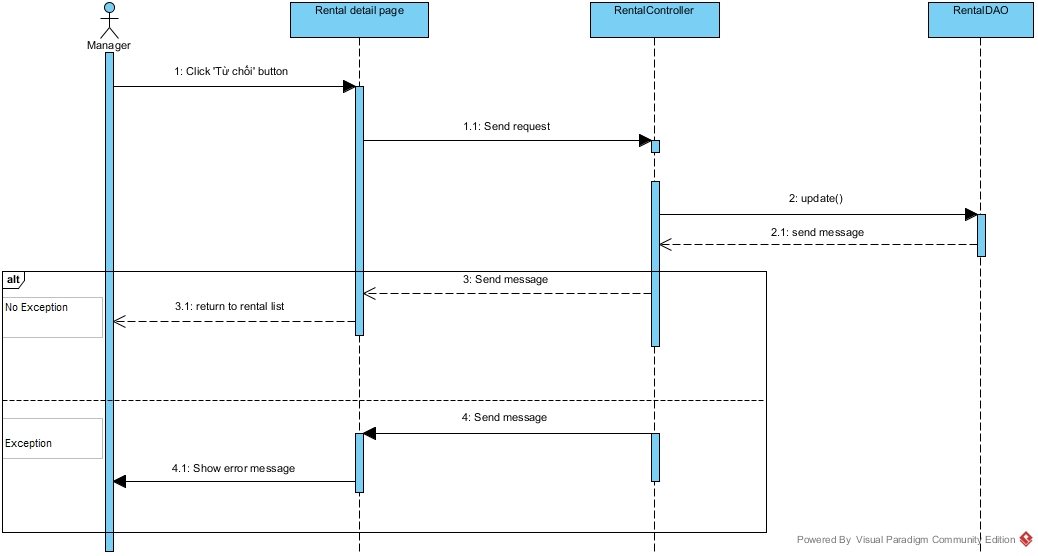 Rental detail page
RentalController
RentalDAO
Manager
1: Click 'Từ chối' button
1.1: Send request
2: update()
2.1: send message
alt
3: Send message
No Exception
3.1: return to rental list
4: Send message
Exception
4.1: Show error message
Powered By Visual Paradigm Community Edition